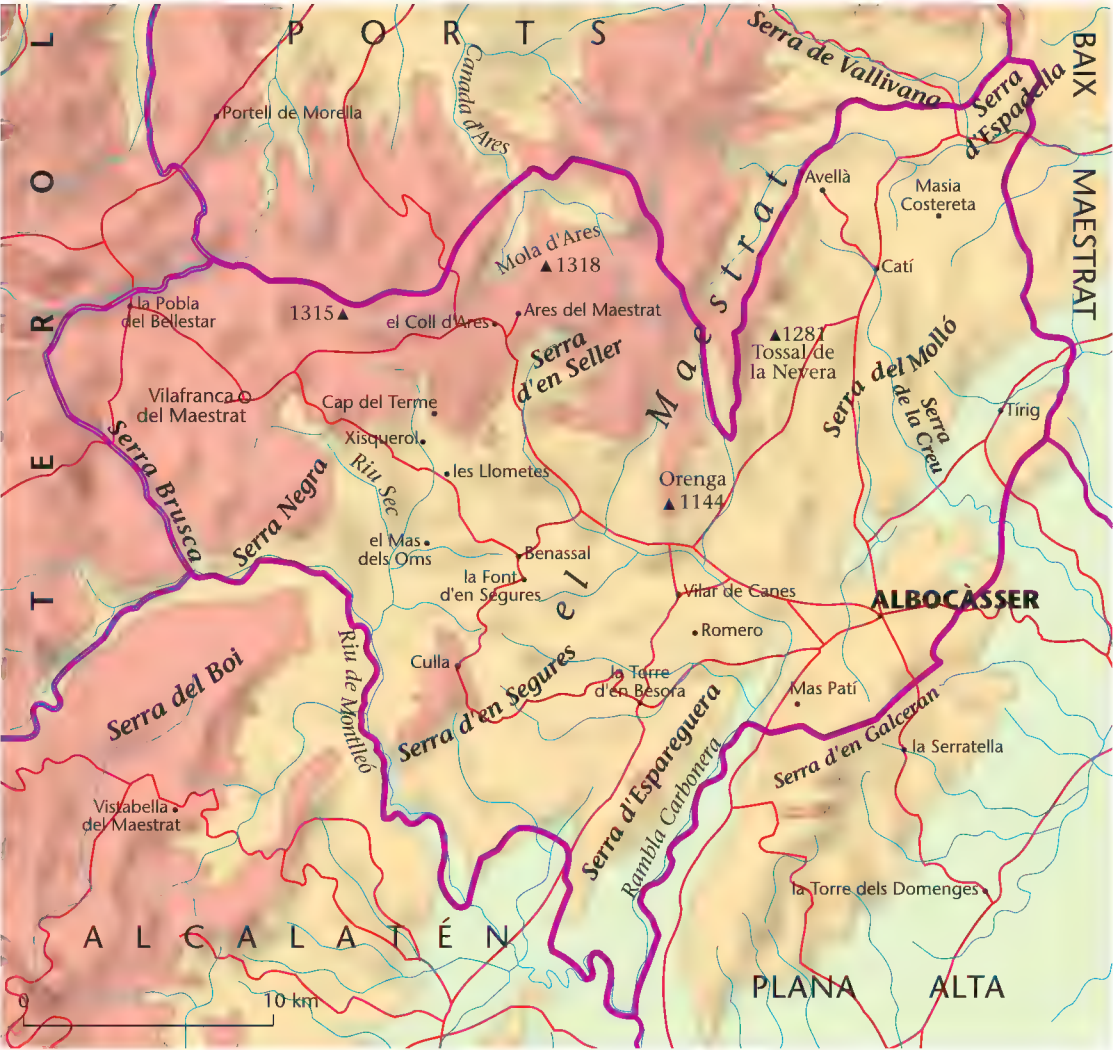 PORTS
Serra de Vallivana
BAIX
MAESTRAT
Serra
d'Espadella
TEROL
Canada d'Ares
Portell de Morella
Avellà
Masia
Costereta
Mola d'Ares
1318
Catí
la Pobla
del Bellestar
1315
el Coll d'Ares
Ares del Maestrat
Serra
d'en Seller
el Maestrat
1281
Tossal de
la Nevera
Serra del Molló
Serra
de la Creu
Tírig
Vilafranca
del Maestrat
Cap del Terme
Xisquerol
les Llometes
Riu Sec
Serra Brusca
Serra Negra
Orenga
1144
el Mas
dels Oms
Benassal
la Font
d'en Segures
Vilar de Canes
ALBOCÀSSER
Romero
Culla
la Torre
d'en Besora
Mas Patí
Serra del Boi
Riu de Montlleó
Serra d'en Segures
Serra d'Espareguera
Rambla Carbonera
Serra d'en Galceran
la Serratella
Vistabella
del Maestrat
la Torre dels Domenges
ALCALATÉN
PLANA ALTA
0 10 km